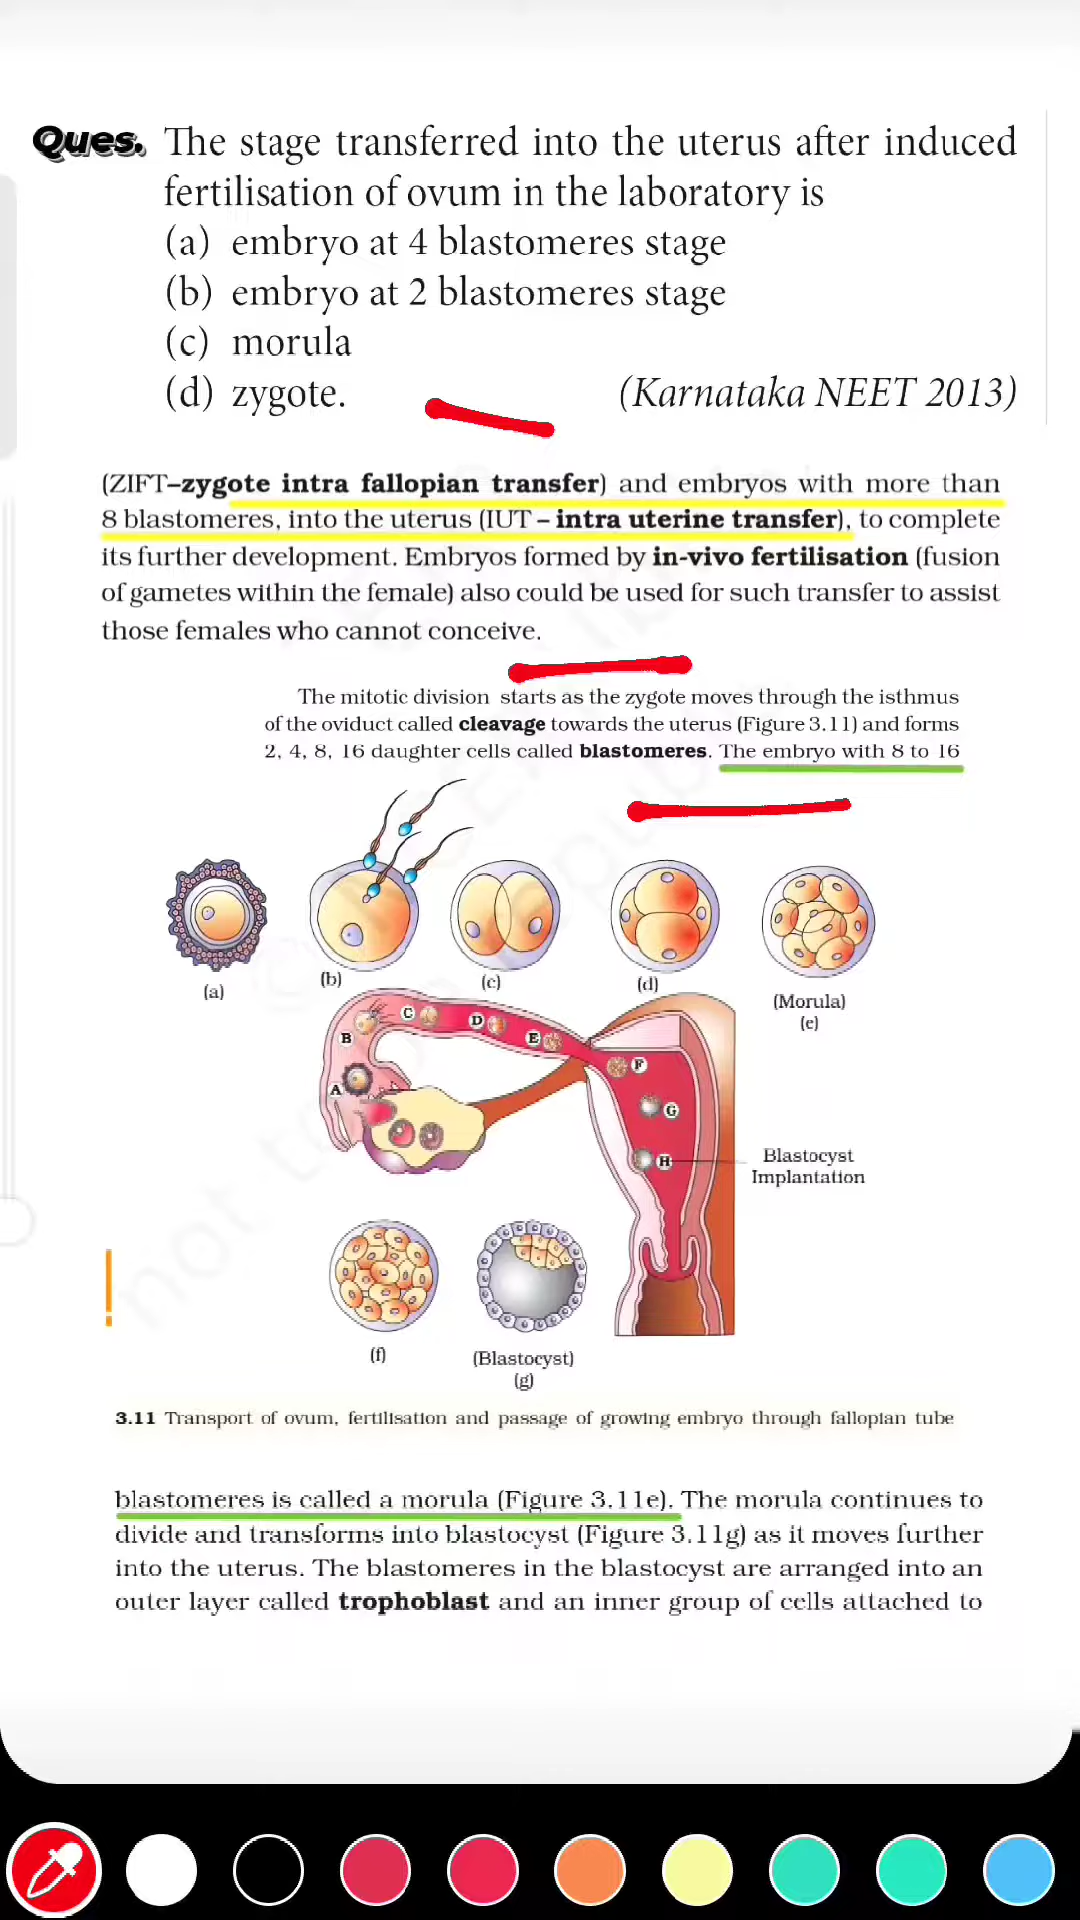 Ques. The stage transferred into the uterus after induced
fertilisation of ovum in the laboratory is
(a) embryo at 4 blastomeres stage
(b) embryo at 2 blastomeres stage
(c) morula
(d) zygote. (Karnataka NEET 2013)
(ZIFT–zygote intra fallopian transfer) and embryos with more than
8 blastomeres, into the uterus (IUT – intra uterine transfer), to complete
its further development. Embryos formed by in-vivo fertilisation (fusion
of gametes within the female) also could be used for such transfer to assist
those females who cannot conceive.
The mitotic division starts as the zygote moves through the isthmus
of the oviduct called cleavage towards the uterus (Figure 3.11) and forms
2, 4, 8, 16 daughter cells called blastomeres. The embryo with 8 to 16
(a)
(b)
(c)
(d)
(Morula)
(e)
A
B
C
D
E
F
G
H
Blastocyst
Implantation
(f)
(Blastocyst)
(g)
3.11 Transport of ovum, fertilisation and passage of growing embryo through fallopian tube
blastomeres is called a morula (Figure 3.11e). The morula continues to
divide and transforms into blastocyst (Figure 3.11g) as it moves further
into the uterus. The blastomeres in the blastocyst are arranged into an
outer layer called trophoblast and an inner group of cells attached to